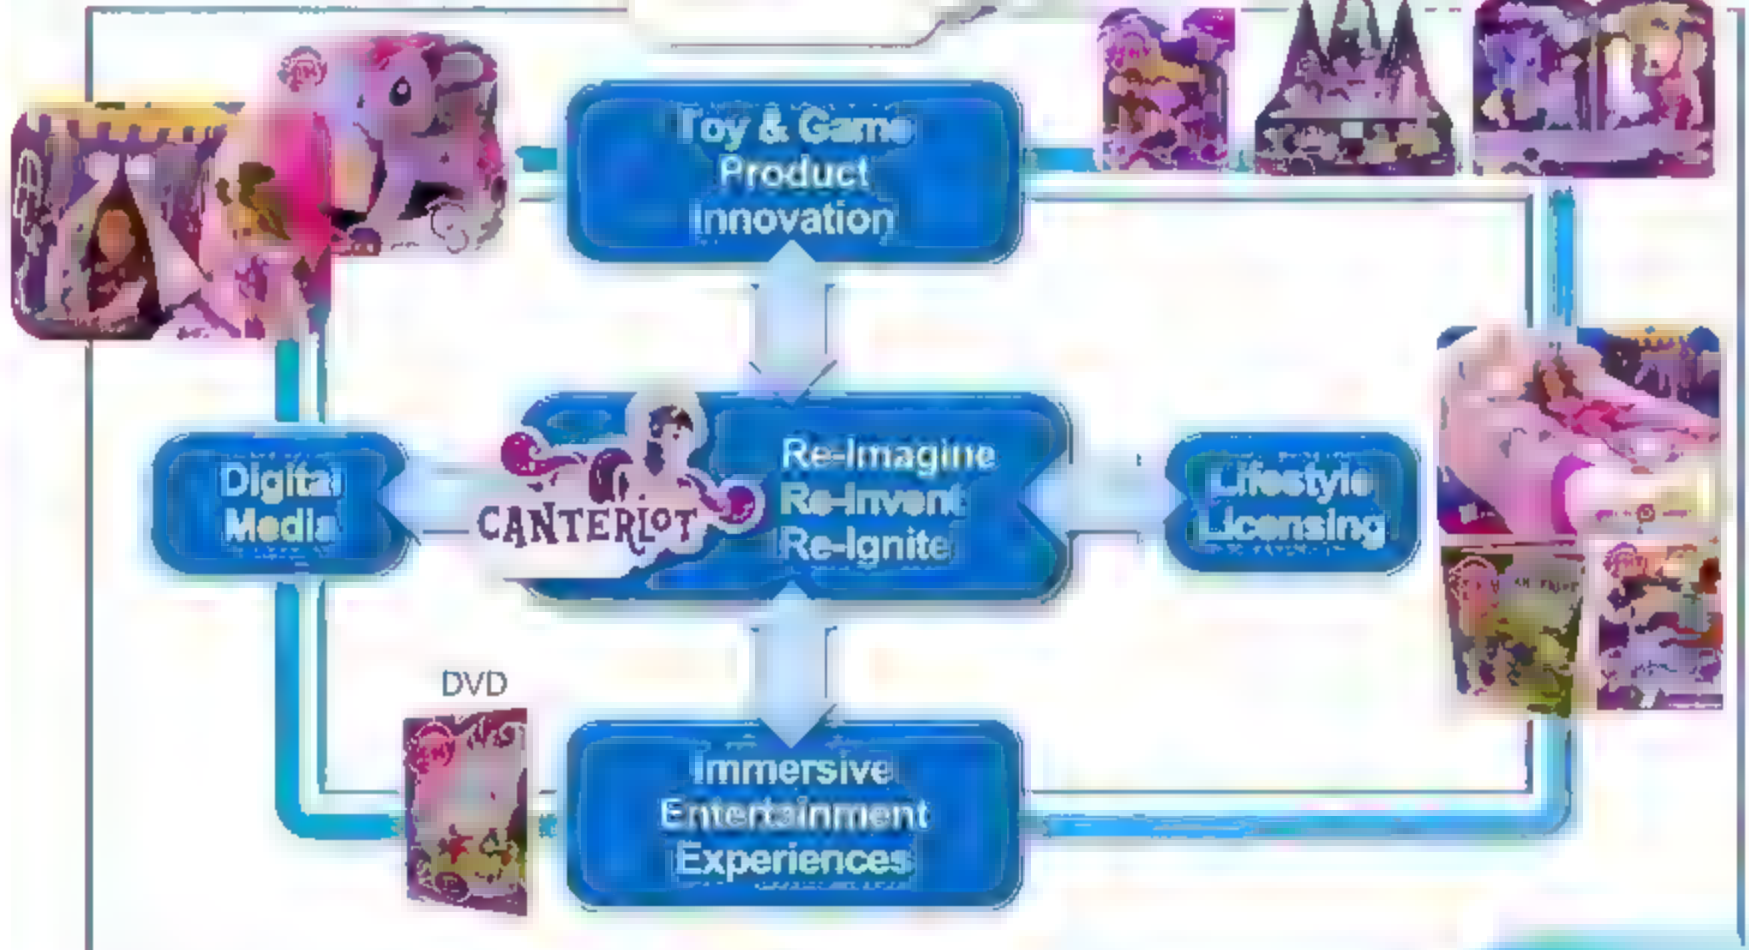 Toy & Game
Product
Innovation
Digital
Media
CANTERLOT
Re-Imagine
Re-Invent
Re-Ignite
Lifestyle
Licensing
DVD
Immersive
Entertainment
Experiences